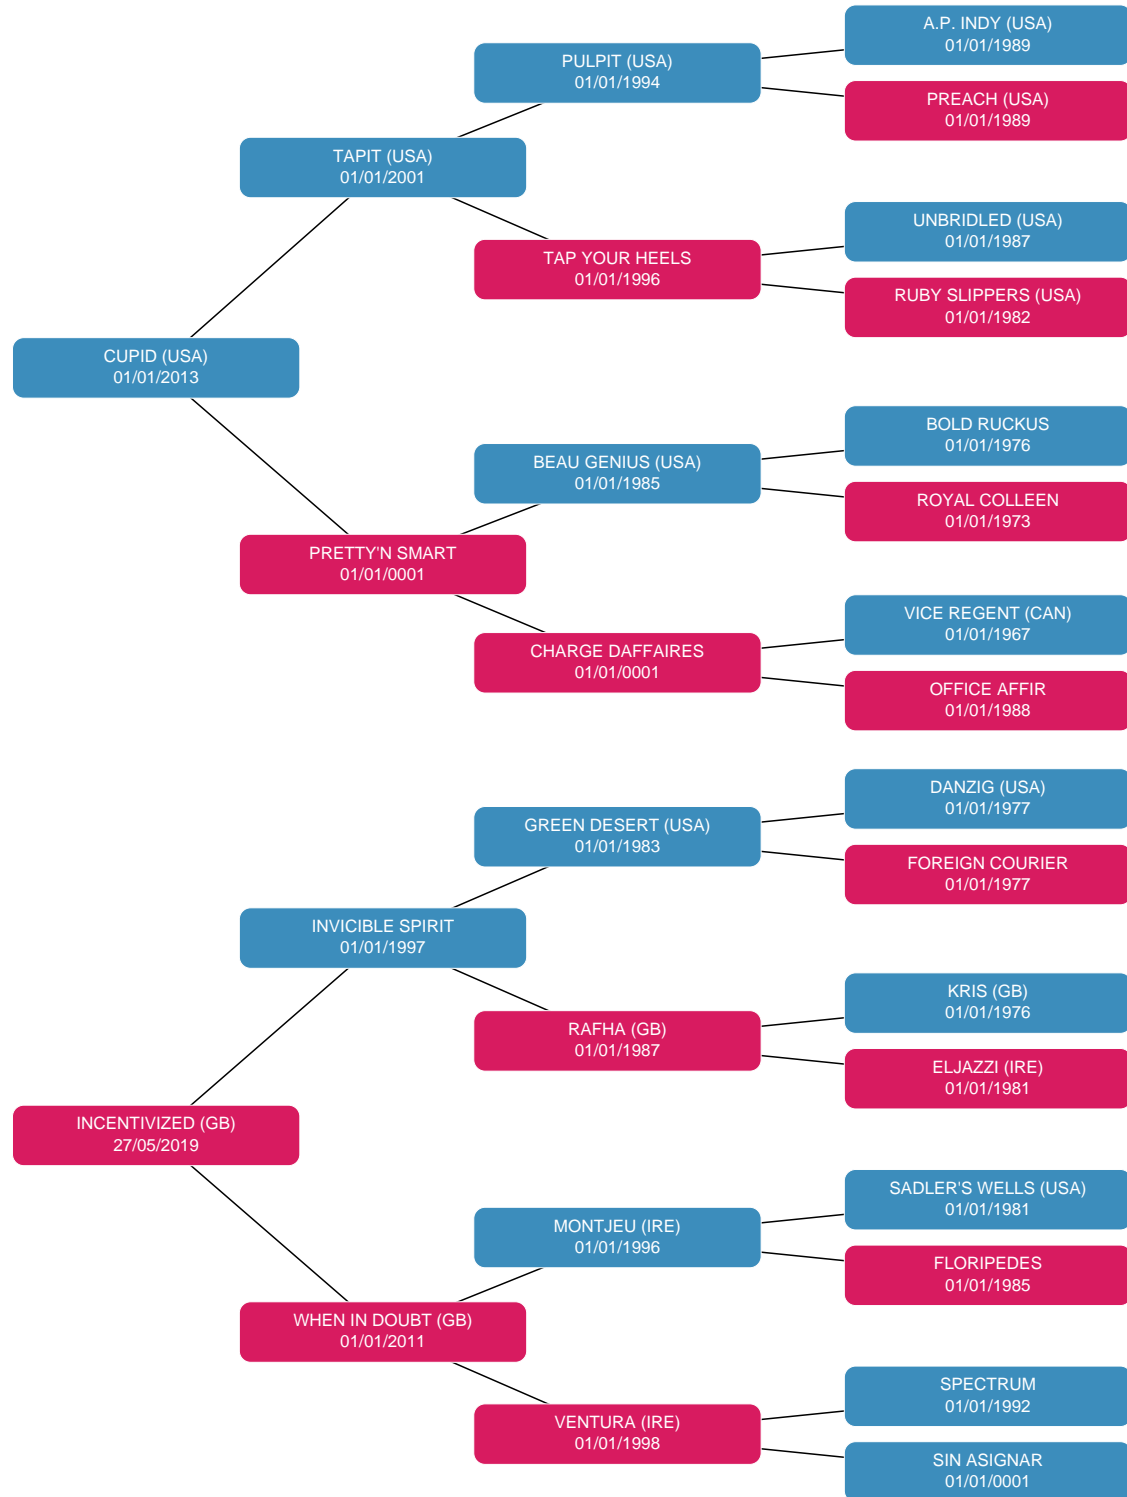 A.P. INDY (USA)
01/01/1989
PULPIT (USA)
01/01/1994
PREACH (USA)
01/01/1989
TAPIT (USA)
01/01/2001
UNBRIDLED (USA)
01/01/1987
TAP YOUR HEELS
01/01/1996
RUBY SLIPPERS (USA)
01/01/1982
CUPID (USA)
01/01/2013
BOLD RUCKUS
01/01/1976
BEAU GENIUS (USA)
01/01/1985
ROYAL COLLEEN
01/01/1973
PRETTY'N SMART
01/01/0001
VICE REGENT (CAN)
01/01/1967
CHARGE DAFFAIRES
01/01/0001
OFFICE AFFIR
01/01/1988
DANZIG (USA)
01/01/1977
GREEN DESERT (USA)
01/01/1983
FOREIGN COURIER
01/01/1977
INVICIBLE SPIRIT
01/01/1997
KRIS (GB)
01/01/1976
RAFHA (GB)
01/01/1987
ELJAZZI (IRE)
01/01/1981
INCENTIVIZED (GB)
27/05/2019
SADLER'S WELLS (USA)
01/01/1981
MONTJEU (IRE)
01/01/1996
FLORIPEDES
01/01/1985
WHEN IN DOUBT (GB)
01/01/2011
SPECTRUM
01/01/1992
VENTURA (IRE)
01/01/1998
SIN ASIGNAR
01/01/0001